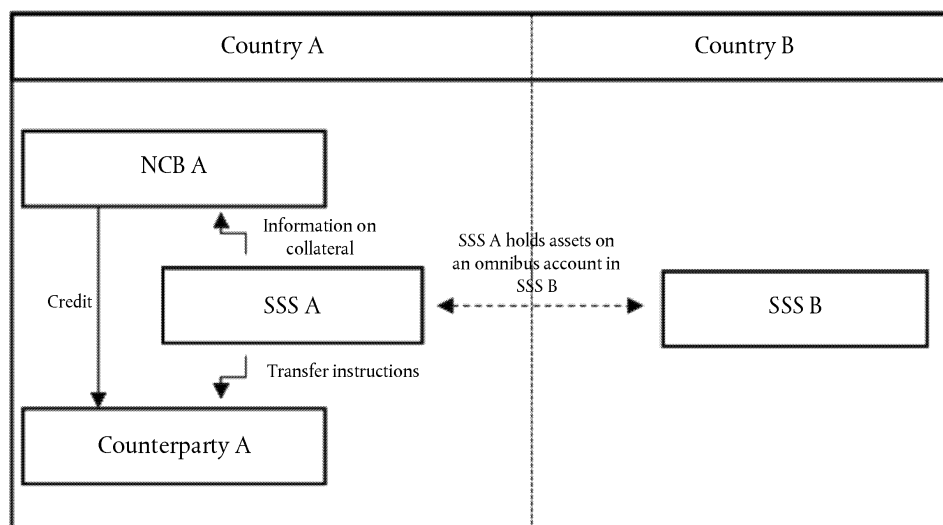 Country A
Country B
NCB A
Information on
collateral
SSS A holds assets on
an omnibus account in
SSS B
Credit
SSS A
SSS B
Transfer instructions
Counterparty A